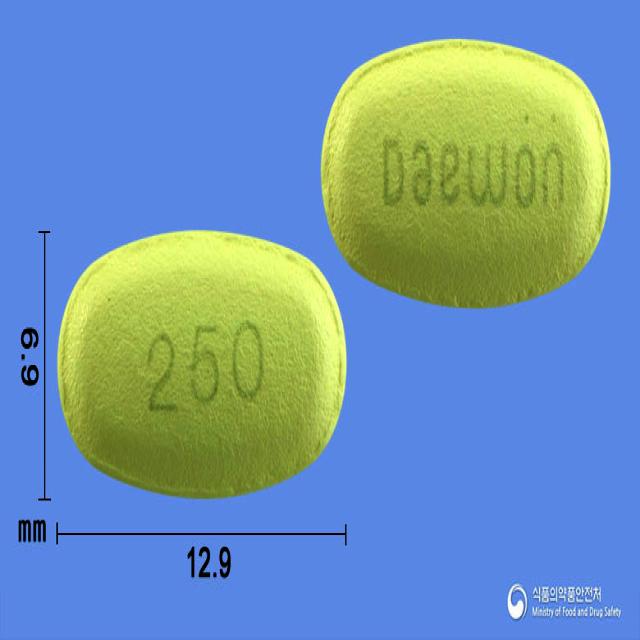 Daewon
250
6.9
mm
12.9
식품의약품안전처
Ministry of Food and Drug Safety